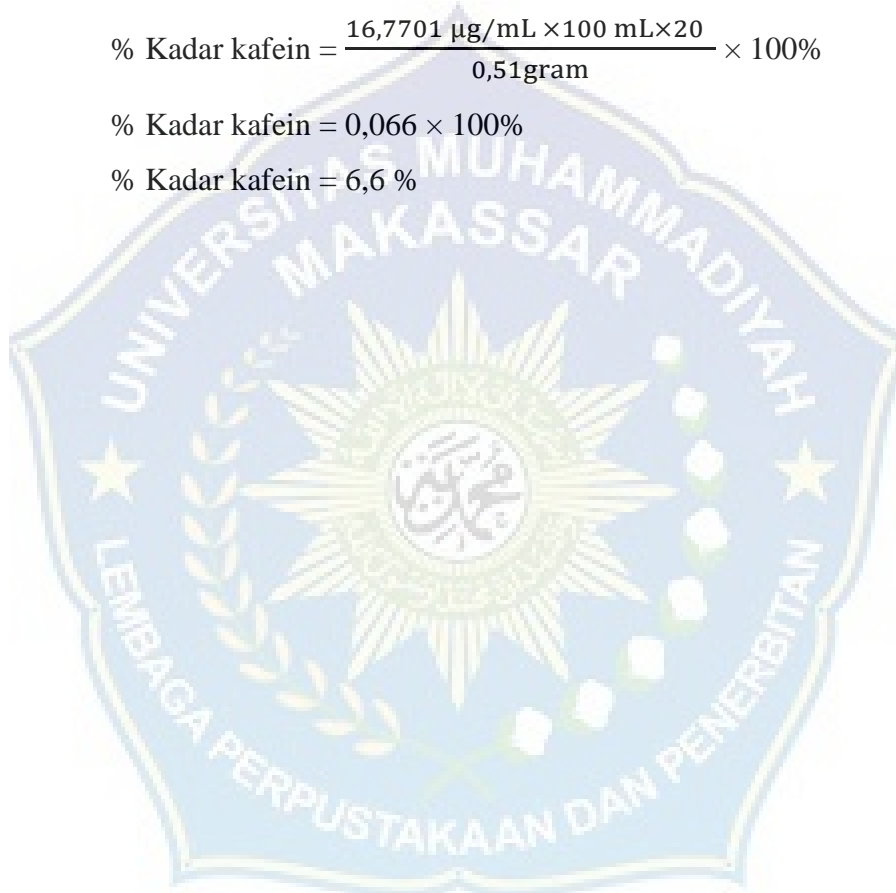 % Kadar kafein = 16,7701 µg/mL ×100 mL×20 / 0,51gram × 100%
% Kadar kafein = 0,066 × 100%
% Kadar kafein = 6,6 %
UNIVERSITAS MUHAMMADIYAH
MAKASSAR
LEMBAGA PERPUSTAKAAN DAN PENERBITAN